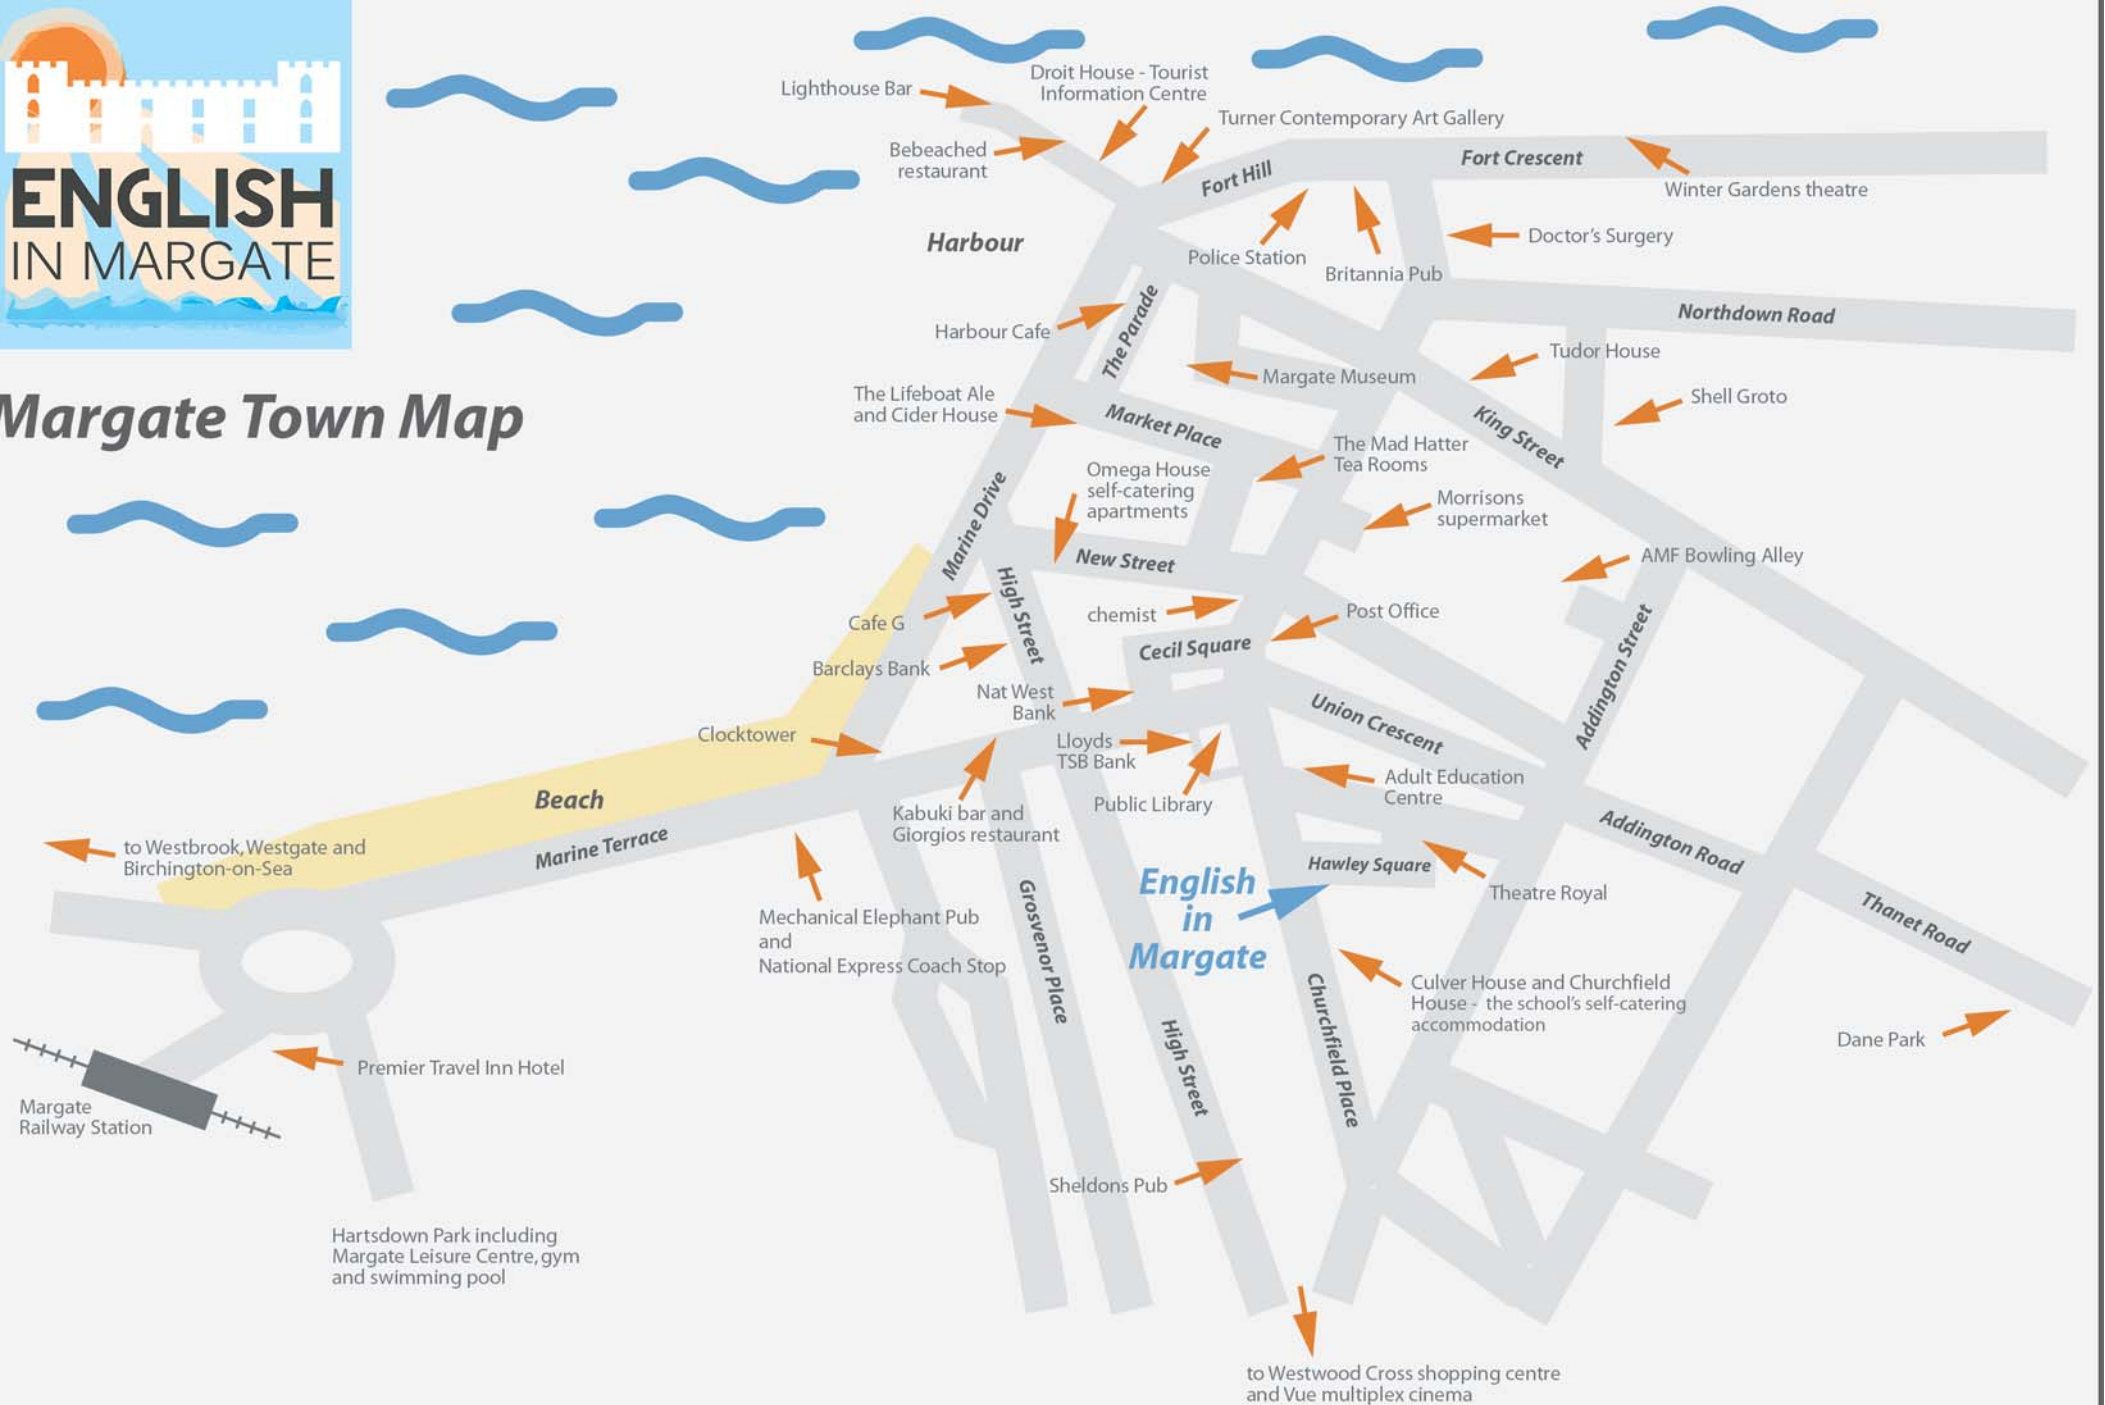 ENGLISH
IN MARGATE
Margate Town Map
Lighthouse Bar
Droit House - Tourist
Information Centre
Turner Contemporary Art Gallery
Bebeached
restaurant
Fort Hill
Fort Crescent
Winter Gardens theatre
Harbour
Police Station
Britannia Pub
Doctor's Surgery
Northdown Road
Harbour Cafe
The Parade
Margate Museum
Tudor House
Shell Groto
The Lifeboat Ale
and Cider House
Market Place
King Street
The Mad Hatter
Tea Rooms
Omega House
self-catering
apartments
Morrisons
supermarket
Marine Drive
New Street
AMF Bowling Alley
High Street
Cafe G
chemist
Post Office
Barclays Bank
Cecil Square
Addington Street
Nat West
Bank
Union Crescent
Clocktower
Lloyds
TSB Bank
Public Library
Adult Education
Centre
Beach
Marine Terrace
Kabuki bar and
Giorgios restaurant
to Westbrook, Westgate and
Birchington-on-Sea
Addington Road
Hawley Square
Theatre Royal
English
in
Margate
Mechanical Elephant Pub
and
National Express Coach Stop
Grosvenor Place
Thanet Road
Culver House and Churchfield
House - the school's self-catering
accommodation
Churchfield Place
High Street
Dane Park
Premier Travel Inn Hotel
Margate
Railway Station
Sheldons Pub
Hartsdown Park including
Margate Leisure Centre, gym
and swimming pool
to Westwood Cross shopping centre
and Vue multiplex cinema